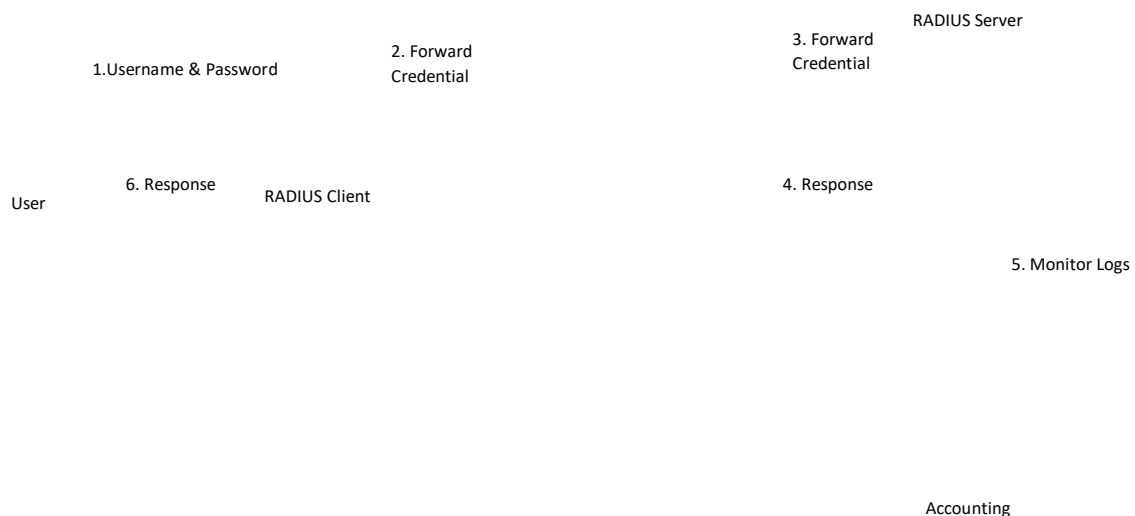 RADIUS Server
3. Forward
Credential
2. Forward
Credential
1.Username & Password
6. Response
RADIUS Client
4. Response
User
5. Monitor Logs
Accounting